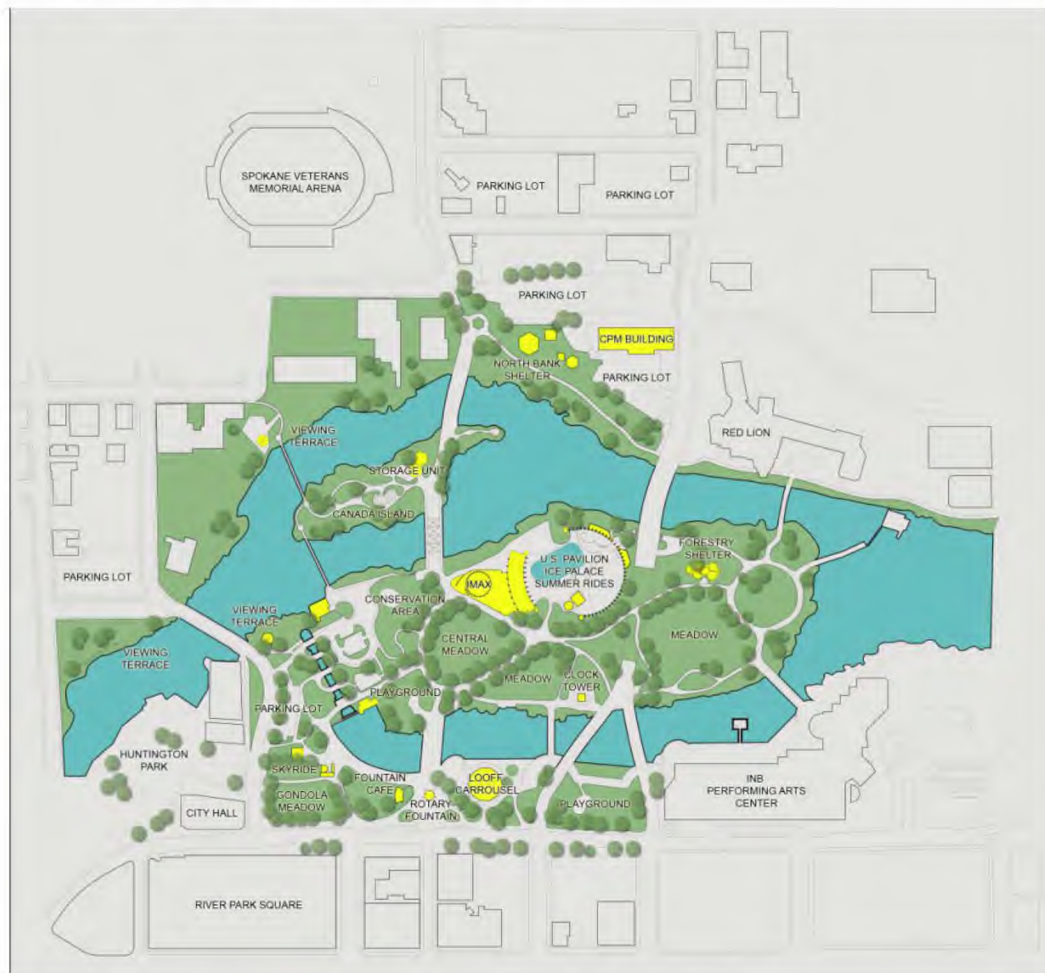 SPOKANE VETERANS
MEMORIAL ARENA
PARKING LOT
PARKING LOT
PARKING LOT
CPM BUILDING
NORTH BANK
SHELTER
PARKING LOT
VIEWING
TERRACE
RED LION
STORAGE UNIT
CANADA ISLAND
FORESTRY
SHELTER
U.S. PAVILION
ICE PALACE
SUMMER RIDES
PARKING LOT
IMAX
CONSERVATION
AREA
VIEWING
TERRACE
CENTRAL
MEADOW
MEADOW
VIEWING
TERRACE
PLAYGROUND
MEADOW
CLOCK
TOWER
PARKING LOT
HUNTINGTON
PARK
SKYRIDE
FOUNTAIN
CAFE
LOOFF
CARROUSEL
INB
PERFORMING ARTS
CENTER
GONDOLA
MEADOW
ROTARY
FOUNTAIN
PLAYGROUND
CITY HALL
RIVER PARK SQUARE